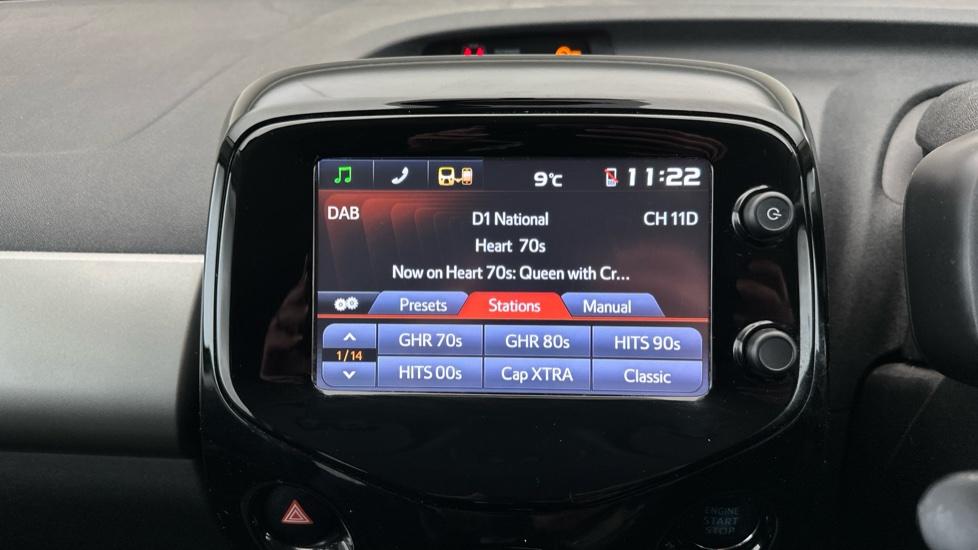 9℃ 11:22
DAB D1 National CH 11D
Heart 70s
Now on Heart 70s: Queen with Cr...
Presets Stations Manual
1/14 GHR 70s GHR 80s HITS 90s
HITS 00s Cap XTRA Classic
ENGINE
START
STOP